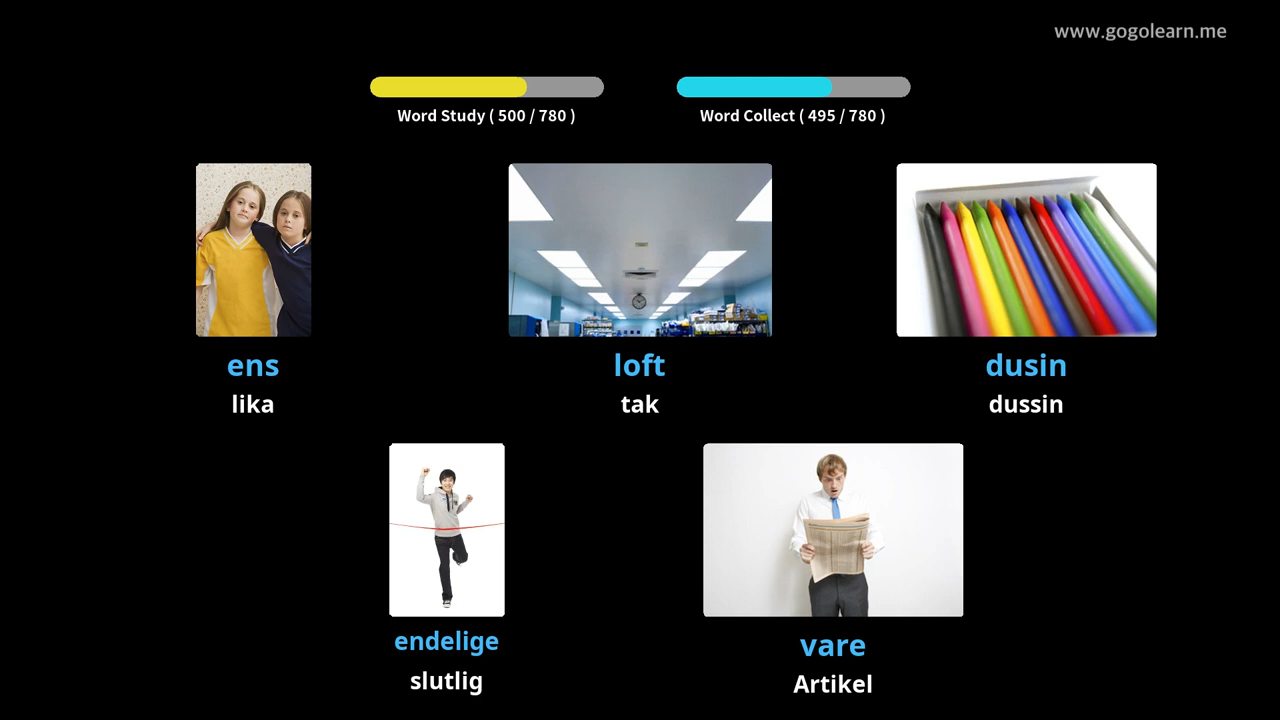 www.gogolearn.me
Word Study ( 500 / 780 )
Word Collect ( 495 / 780 )
ens
lika
loft
tak
dusin
dussin
endelige
slutlig
vare
Artikel